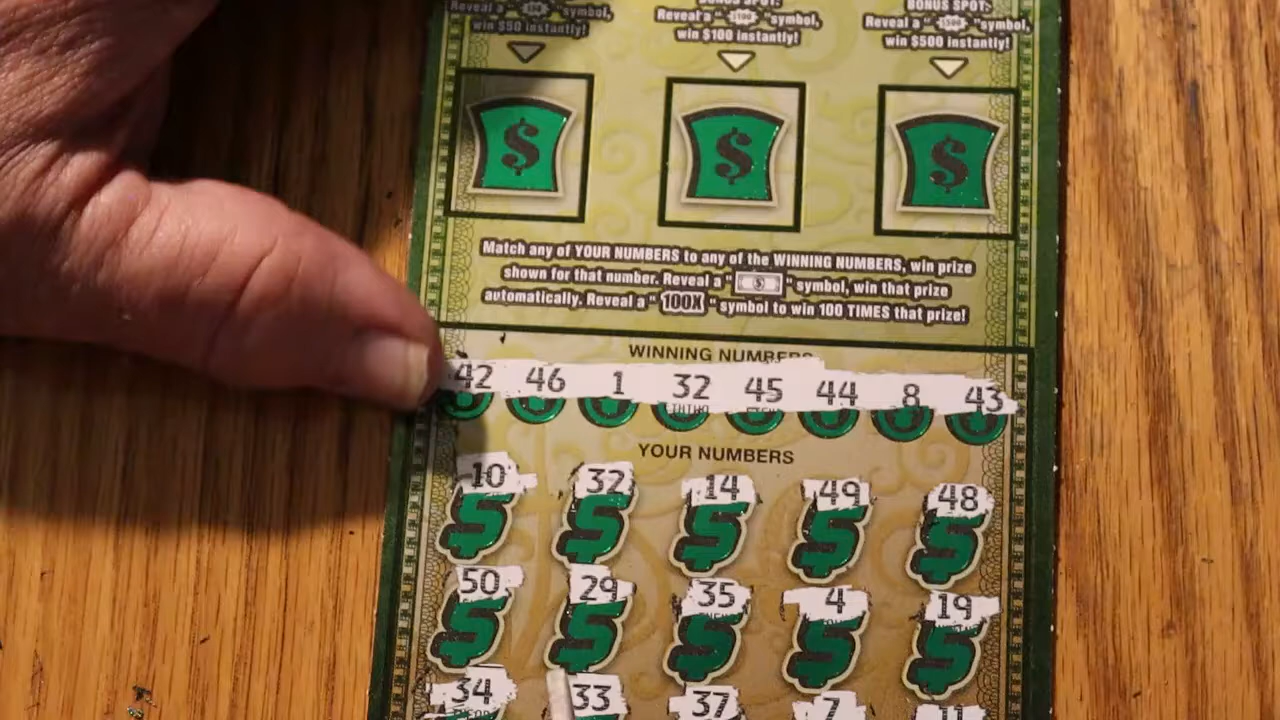 Reveal a " $50 " symbol,
win $50 instantly!
BONUS SPOT:
Reveal a " $100 " symbol,
win $100 instantly!
BONUS SPOT:
Reveal a " $500 " symbol,
win $500 instantly!
$ $ $
Match any of YOUR NUMBERS to any of the WINNING NUMBERS, win prize
shown for that number. Reveal a " $ " symbol, win that prize
automatically. Reveal a " 100X " symbol to win 100 TIMES that prize!
WINNING NUMBERS
42 46 1 32 45 44 8 43
YOUR NUMBERS
10 32 14 49 48
$ $ $ $ $
50 29 35 4 19
$ $ $ $ $
34 33 37 7 11